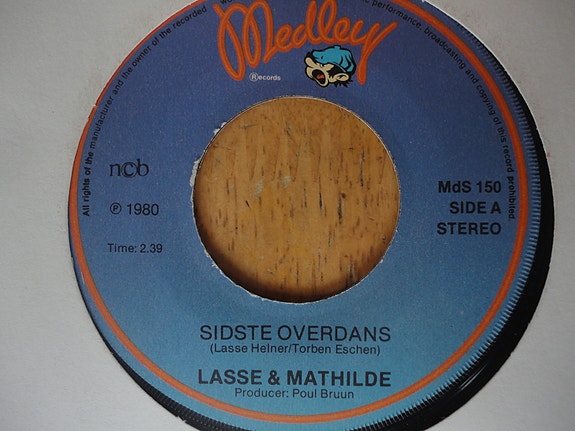 All rights of the manufacturer and the owner of the recorded
performance, broadcasting and copying of this record prohibited.
Medley
®ecords
ncb
℗ 1980
Time: 2.39
MdS 150
SIDE A
STEREO
SIDSTE OVERDANS
(Lasse Helner/Torben Eschen)
LASSE & MATHILDE
Producer: Poul Bruun